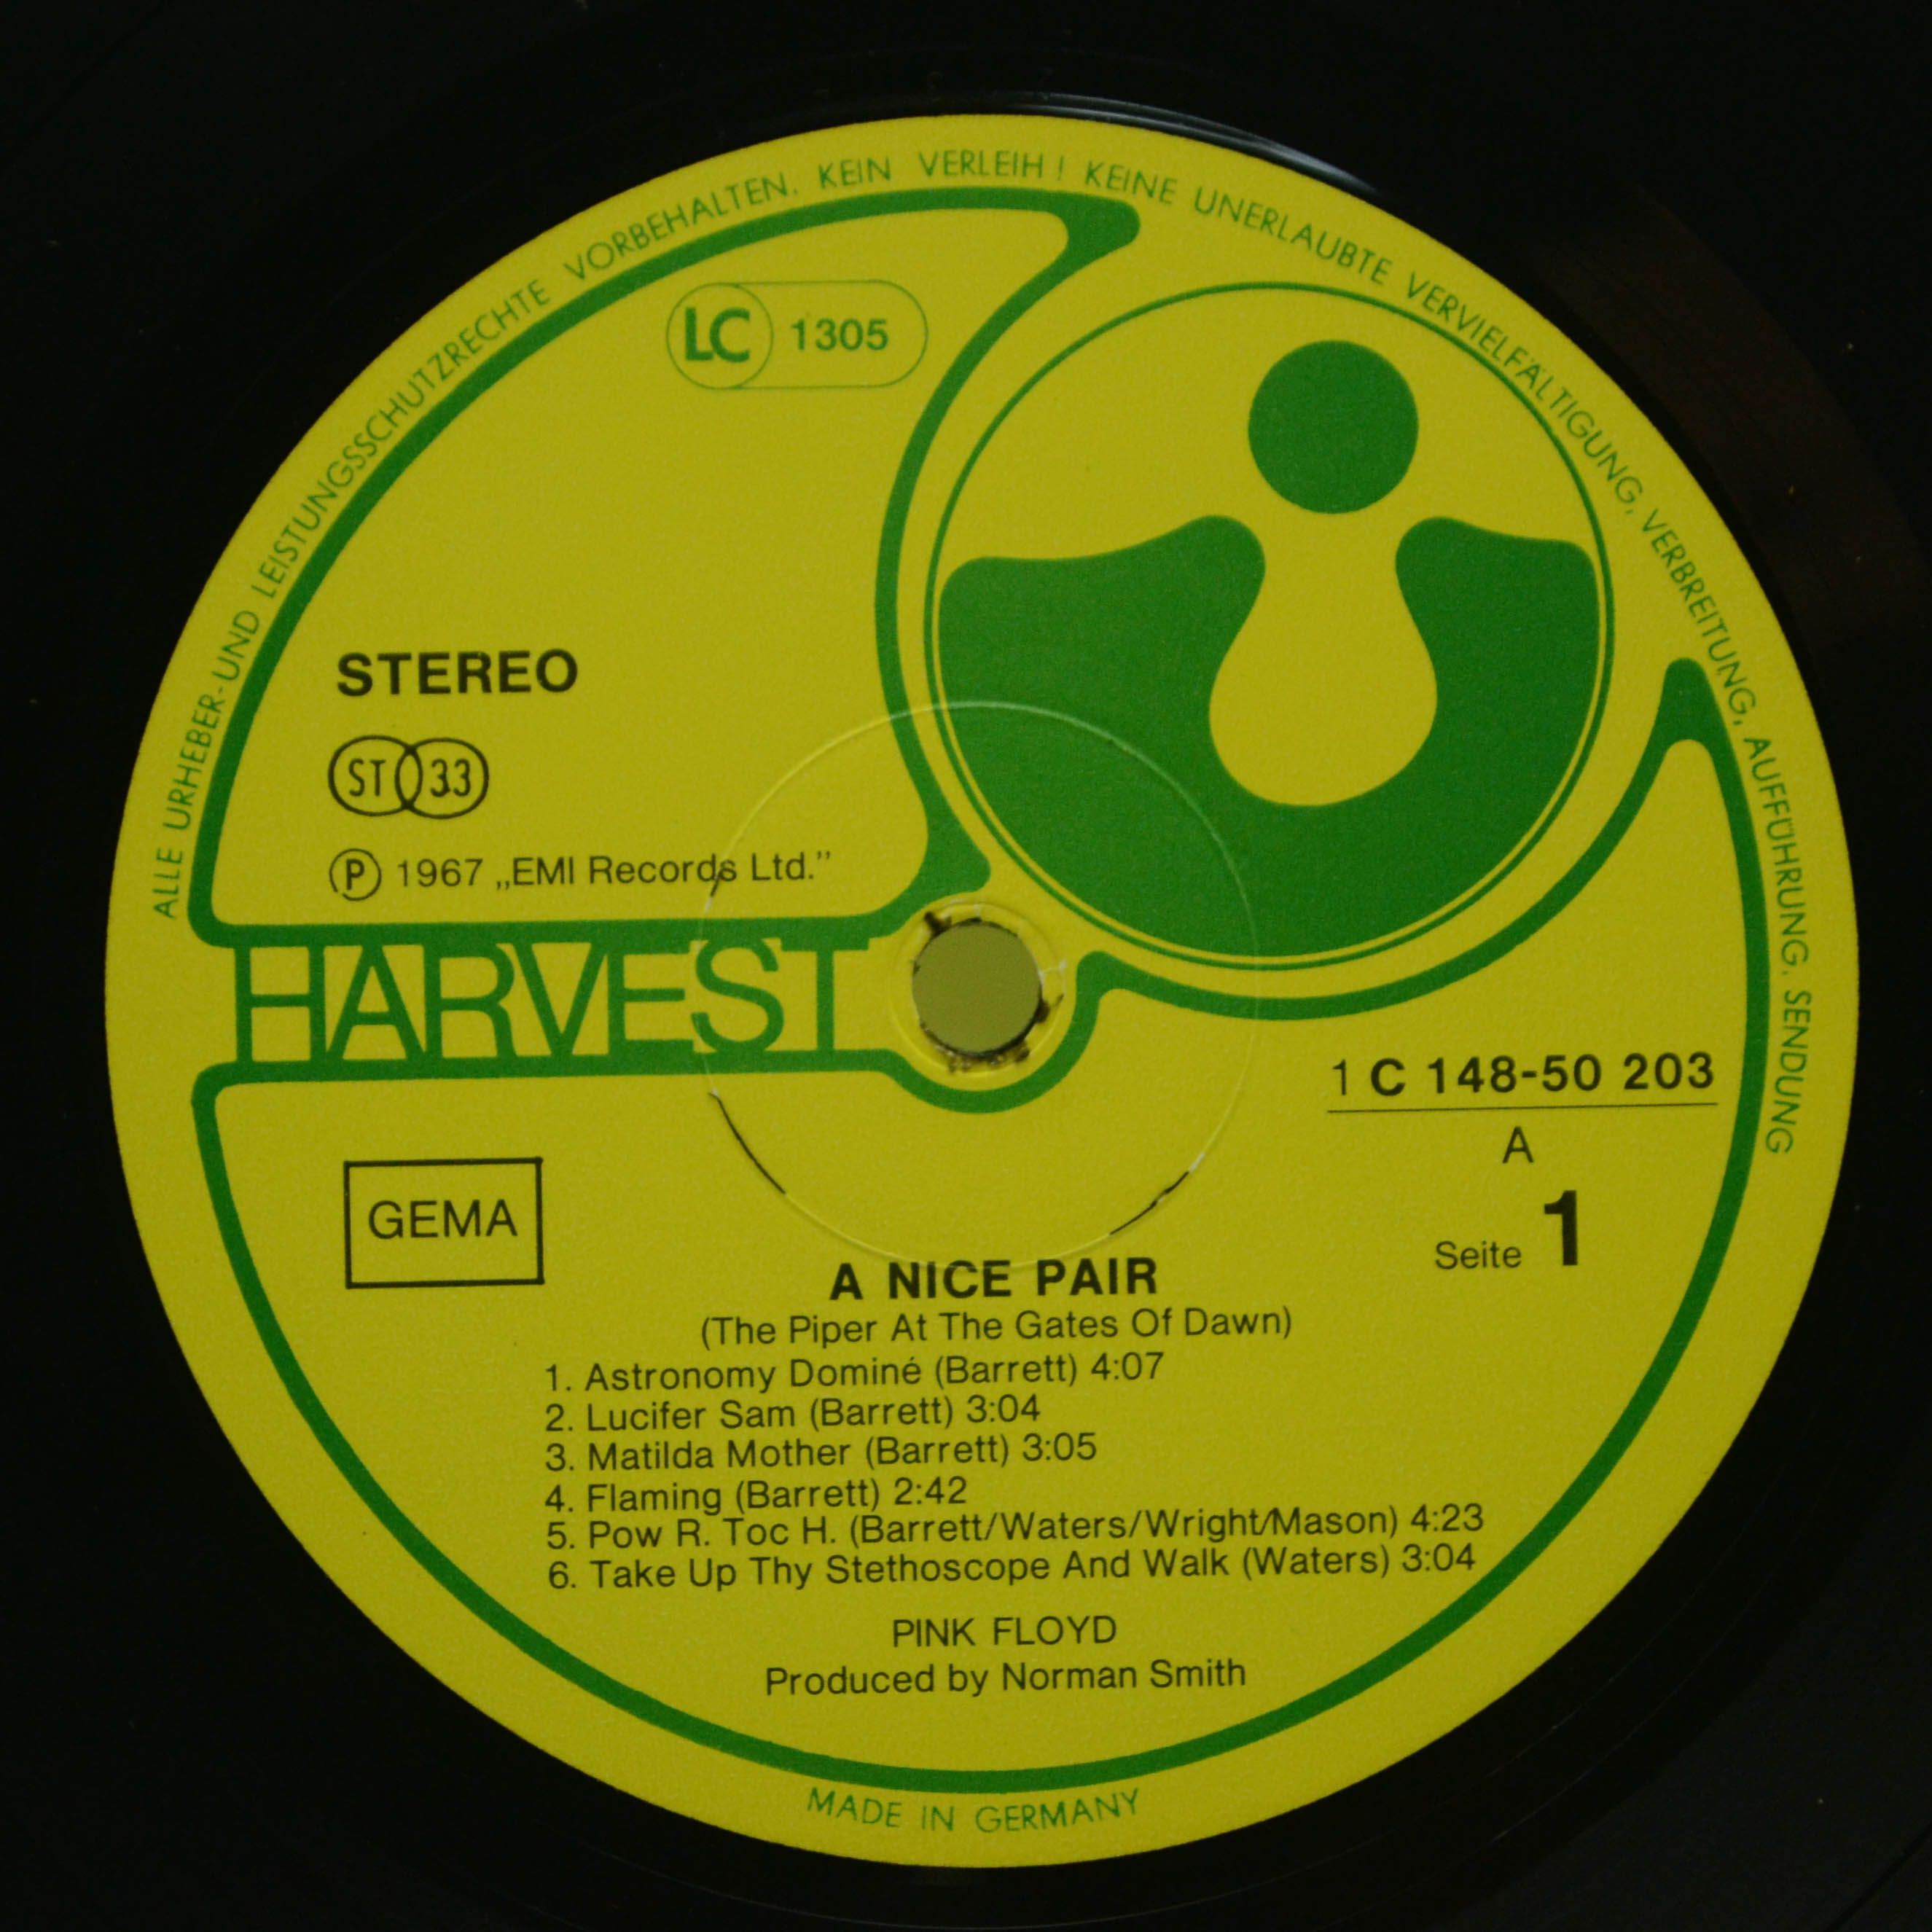 ALLE URHEBER- UND LEISTUNGSSCHUTZRECHTE VORBEHALTEN. KEIN VERLEIH! KEINE UNERLAUBTE VERVIELFÄLTIGUNG, VERBREITUNG, AUFFÜHRUNG. SENDUNG
LC 1305
STEREO
ST 33
Ⓟ 1967 „EMI Records Ltd.”
HARVEST
1 C 148-50 203
A
Seite 1
GEMA
A NICE PAIR
(The Piper At The Gates Of Dawn)
1. Astronomy Dominé (Barrett) 4:07
2. Lucifer Sam (Barrett) 3:04
3. Matilda Mother (Barrett) 3:05
4. Flaming (Barrett) 2:42
5. Pow R. Toc H. (Barrett/Waters/Wright/Mason) 4:23
6. Take Up Thy Stethoscope And Walk (Waters) 3:04
PINK FLOYD
Produced by Norman Smith
MADE IN GERMANY